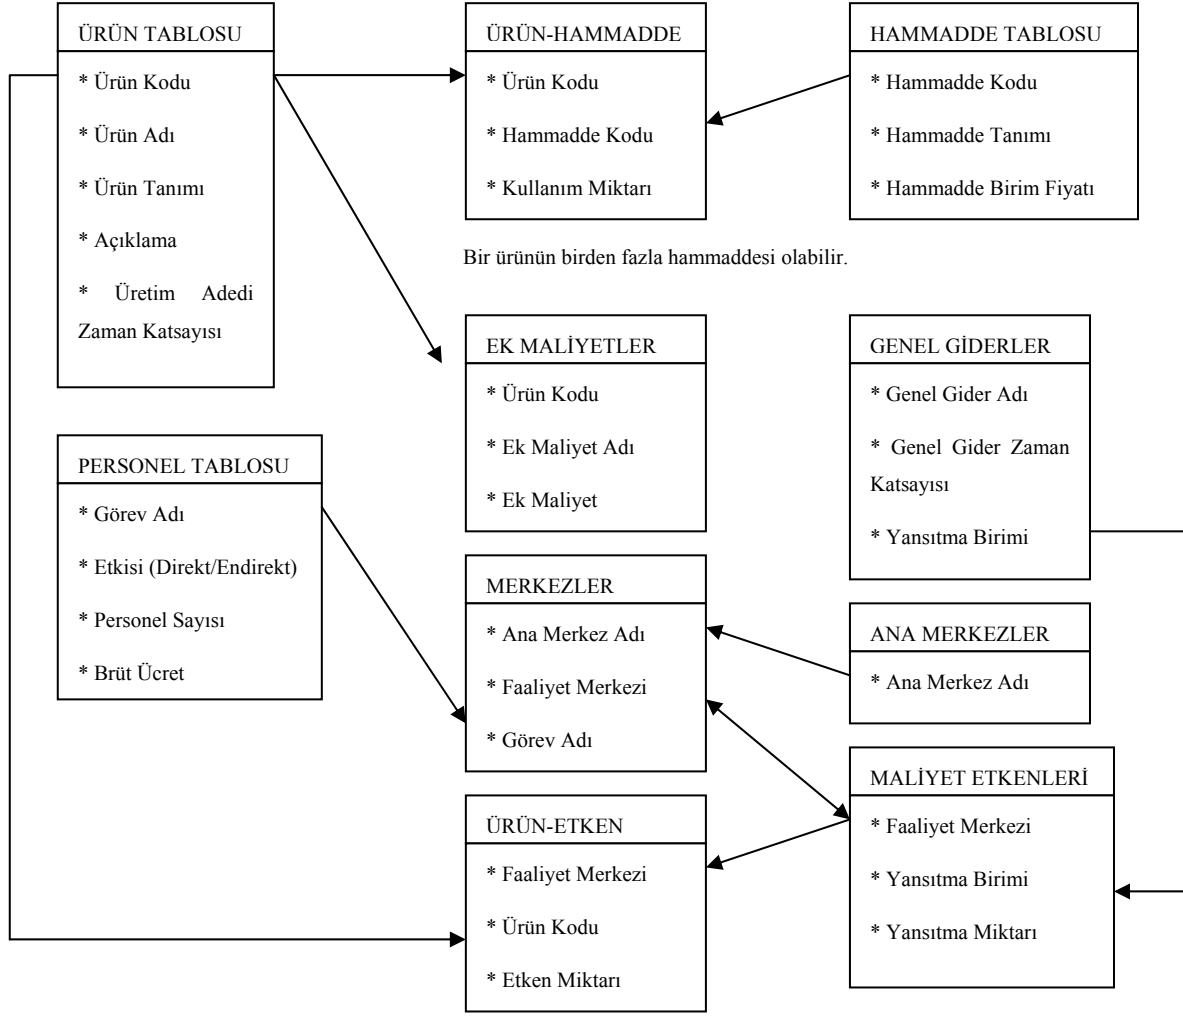 ÜRÜN TABLOSU
* Ürün Kodu
* Ürün Adı
* Ürün Tanımı
* Açıklama
* Üretim Adedi
Zaman Katsayısı
ÜRÜN-HAMMADDE
* Ürün Kodu
* Hammadde Kodu
* Kullanım Miktarı
HAMMADDE TABLOSU
* Hammadde Kodu
* Hammadde Tanımı
* Hammadde Birim Fiyatı
Bir ürünün birden fazla hammaddesi olabilir.
EK MALİYETLER
* Ürün Kodu
* Ek Maliyet Adı
* Ek Maliyet
GENEL GİDERLER
* Genel Gider Adı
* Genel Gider Zaman
Katsayısı
* Yansıtma Birimi
PERSONEL TABLOSU
* Görev Adı
* Etkisi (Direkt/Endirekt)
* Personel Sayısı
* Brüt Ücret
MERKEZLER
* Ana Merkez Adı
* Faaliyet Merkezi
* Görev Adı
ANA MERKEZLER
* Ana Merkez Adı
MALİYET ETKENLERİ
* Faaliyet Merkezi
* Yansıtma Birimi
* Yansıtma Miktarı
ÜRÜN-ETKEN
* Faaliyet Merkezi
* Ürün Kodu
* Etken Miktarı